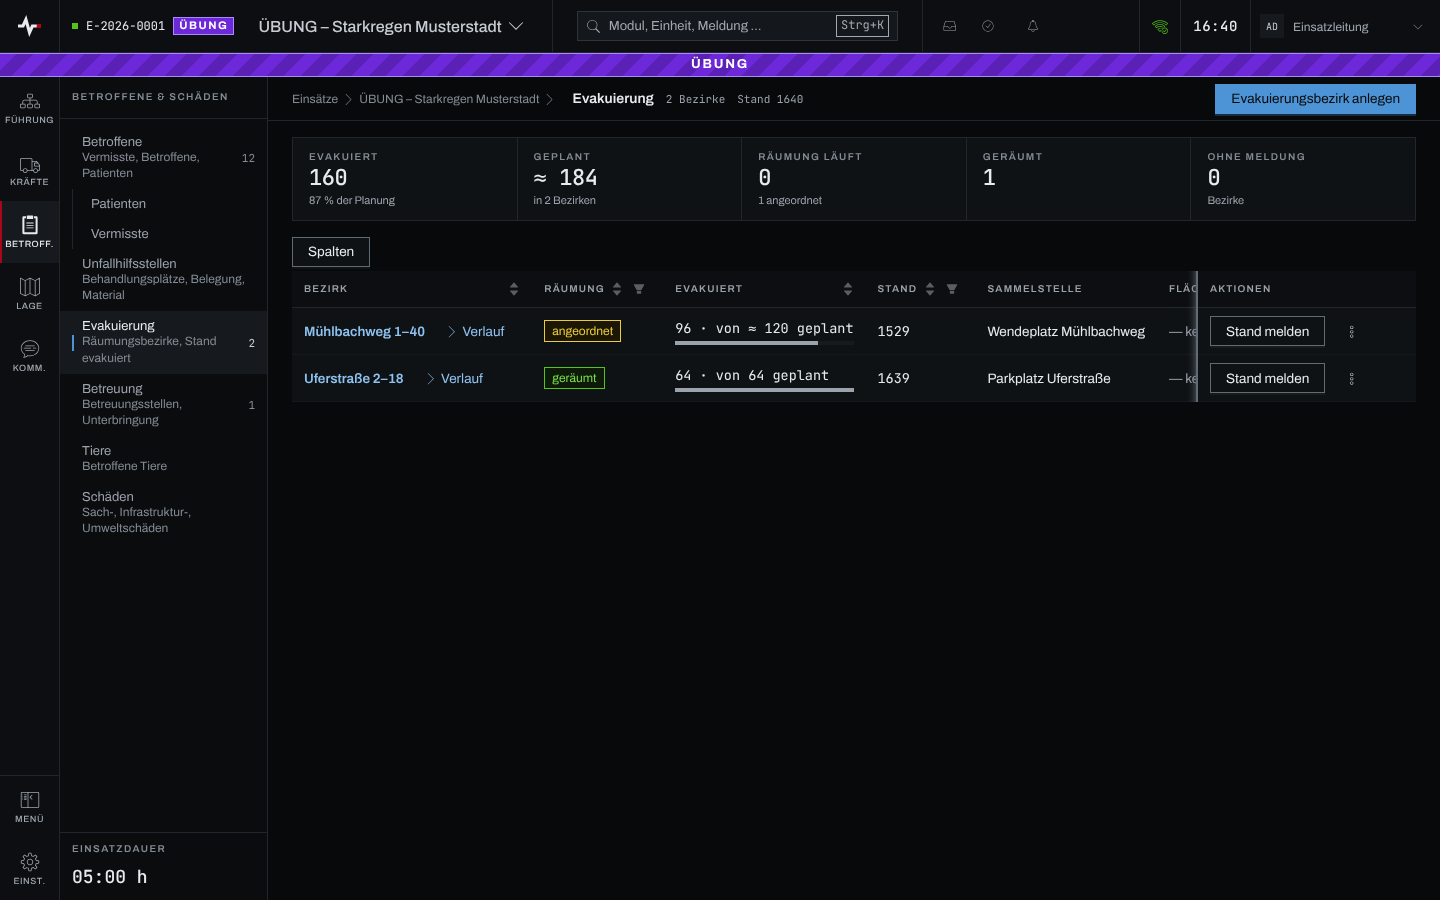 E-2026-0001 ÜBUNG ÜBUNG – Starkregen Musterstadt Modul, Einheit, Meldung ... Strg+K 16:40 AD Einsatzleitung
ÜBUNG
FÜHRUNG
KRÄFTE
BETROFF.
LAGE
KOMM.
MENÜ
EINST.
BETROFFENE & SCHÄDEN
Betroffene
Vermisste, Betroffene, Patienten
12
Patienten
Vermisste
Unfallhilfsstellen
Behandlungsplätze, Belegung, Material
Evakuierung
Räumungsbezirke, Stand evakuiert
2
Betreuung
Betreuungsstellen, Unterbringung
1
Tiere
Betroffene Tiere
Schäden
Sach-, Infrastruktur-, Umweltschäden
EINSATZDAUER
05:00 h
Einsätze ÜBUNG – Starkregen Musterstadt Evakuierung 2 Bezirke Stand 1640 Evakuierungsbezirk anlegen
EVAKUIERT
160
87 % der Planung
GEPLANT
≈ 184
in 2 Bezirken
RÄUMUNG LÄUFT
0
1 angeordnet
GERÄUMT
1
OHNE MELDUNG
0
Bezirke
Spalten
BEZIRK RÄUMUNG EVAKUIERT STAND SAMMELSTELLE FLÄC AKTIONEN
Mühlbachweg 1–40 Verlauf angeordnet 96 · von ≈ 120 geplant 1529 Wendeplatz Mühlbachweg — ke Stand melden
Uferstraße 2–18 Verlauf geräumt 64 · von 64 geplant 1639 Parkplatz Uferstraße — ke Stand melden